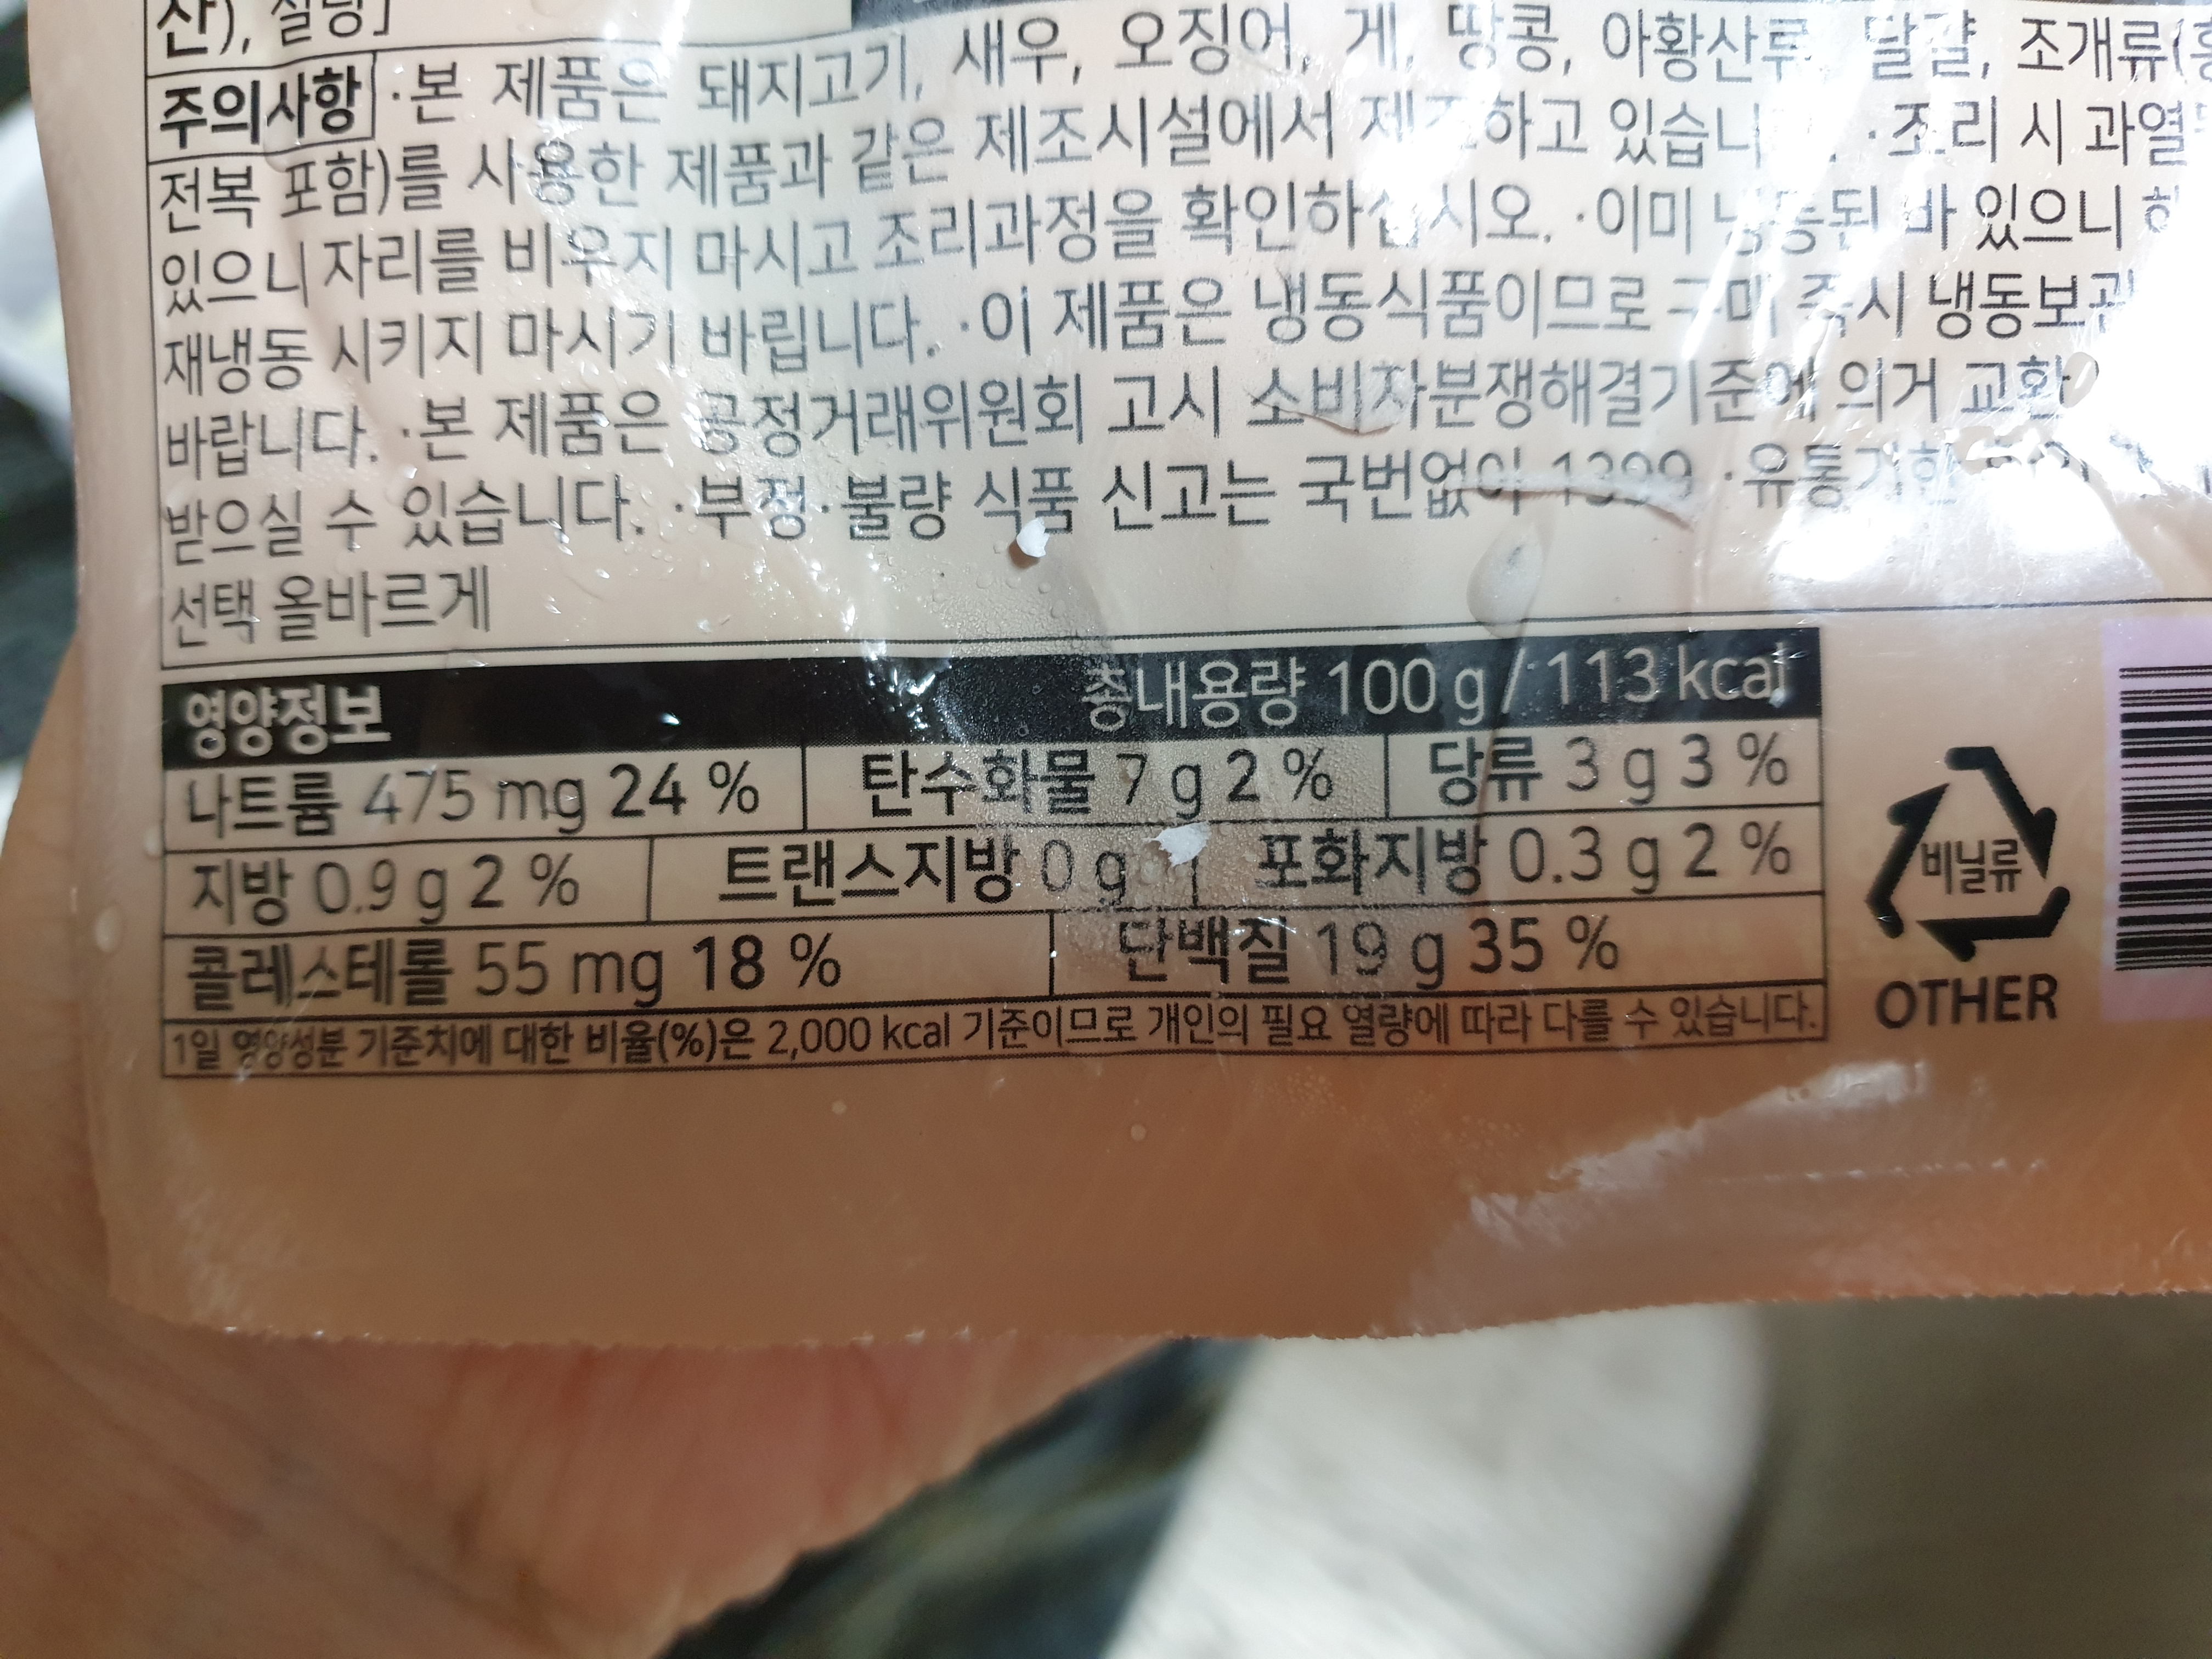 산), 설탕]
주의사항 ·본 제품은 돼지고기, 새우, 오징어, 게, 땅콩, 아황산류, 달걀, 조개류(
전복 포함)를 사용한 제품과 같은 제조시설에서 제조하고 있습니 ·조리 시 과열
있으니 자리를 비우지 마시고 조리과정을 확인하십시오. ·이미 냉동된 바 있으니
재냉동 시키지 마시기 바랍니다. ·이 제품은 냉동식품이므로 구매 즉시 냉동보관
바랍니다. ·본 제품은 공정거래위원회 고시 소비자분쟁해결기준에 의거 교환
받으실 수 있습니다. ·부정·불량 식품 신고는 국번없이 1399 ·유통기한
선택 올바르게
영양정보 총내용량 100 g / 113 kcal
나트륨 475 mg 24 % 탄수화물 7 g 2 % 당류 3 g 3 %
지방 0.9 g 2 % 트랜스지방 0 g 포화지방 0.3 g 2 %
콜레스테롤 55 mg 18 % 단백질 19 g 35 %
1일 영양성분 기준치에 대한 비율(%)은 2,000 kcal 기준이므로 개인의 필요 열량에 따라 다를 수 있습니다.
비닐류
OTHER